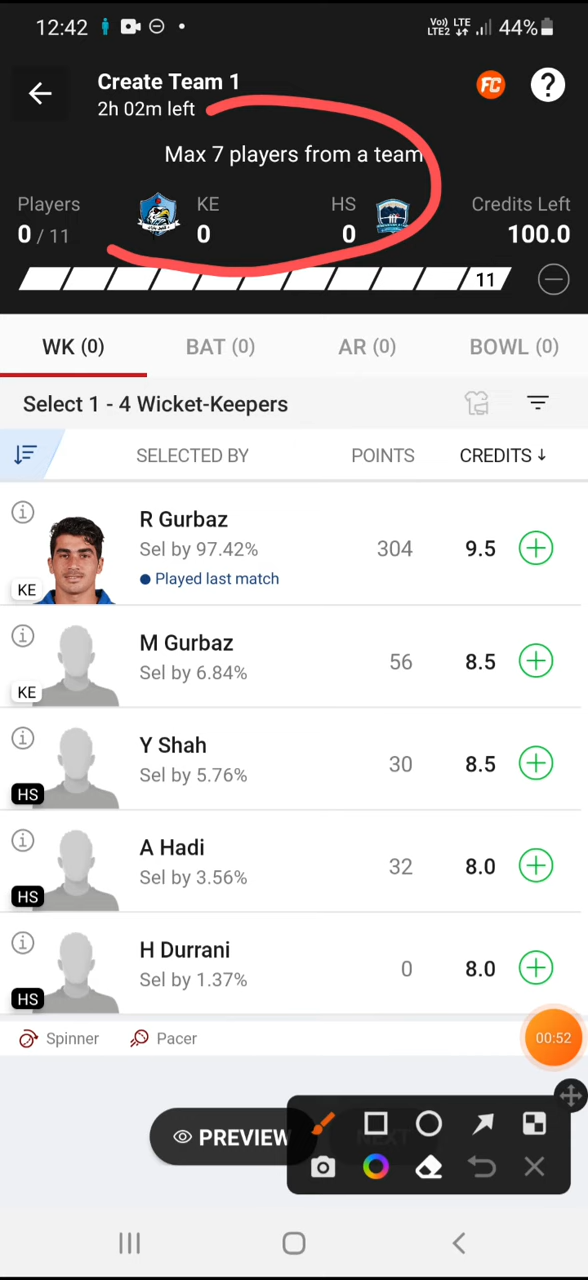 12:42
Vo)) LTE
LTE2
44%
Create Team 1
2h 02m left
FC
?
Max 7 players from a team
Players
KE
HS
Credits Left
0 / 11
0
0
100.0
11
WK (0)
BAT (0)
AR (0)
BOWL (0)
Select 1 - 4 Wicket-Keepers
SELECTED BY
POINTS
CREDITS ↓
R Gurbaz
Sel by 97.42%
304
9.5
Played last match
KE
M Gurbaz
Sel by 6.84%
56
8.5
KE
Y Shah
Sel by 5.76%
30
8.5
HS
A Hadi
Sel by 3.56%
32
8.0
HS
H Durrani
Sel by 1.37%
0
8.0
HS
Spinner
Pacer
00:52
PREVIEW
NEXT